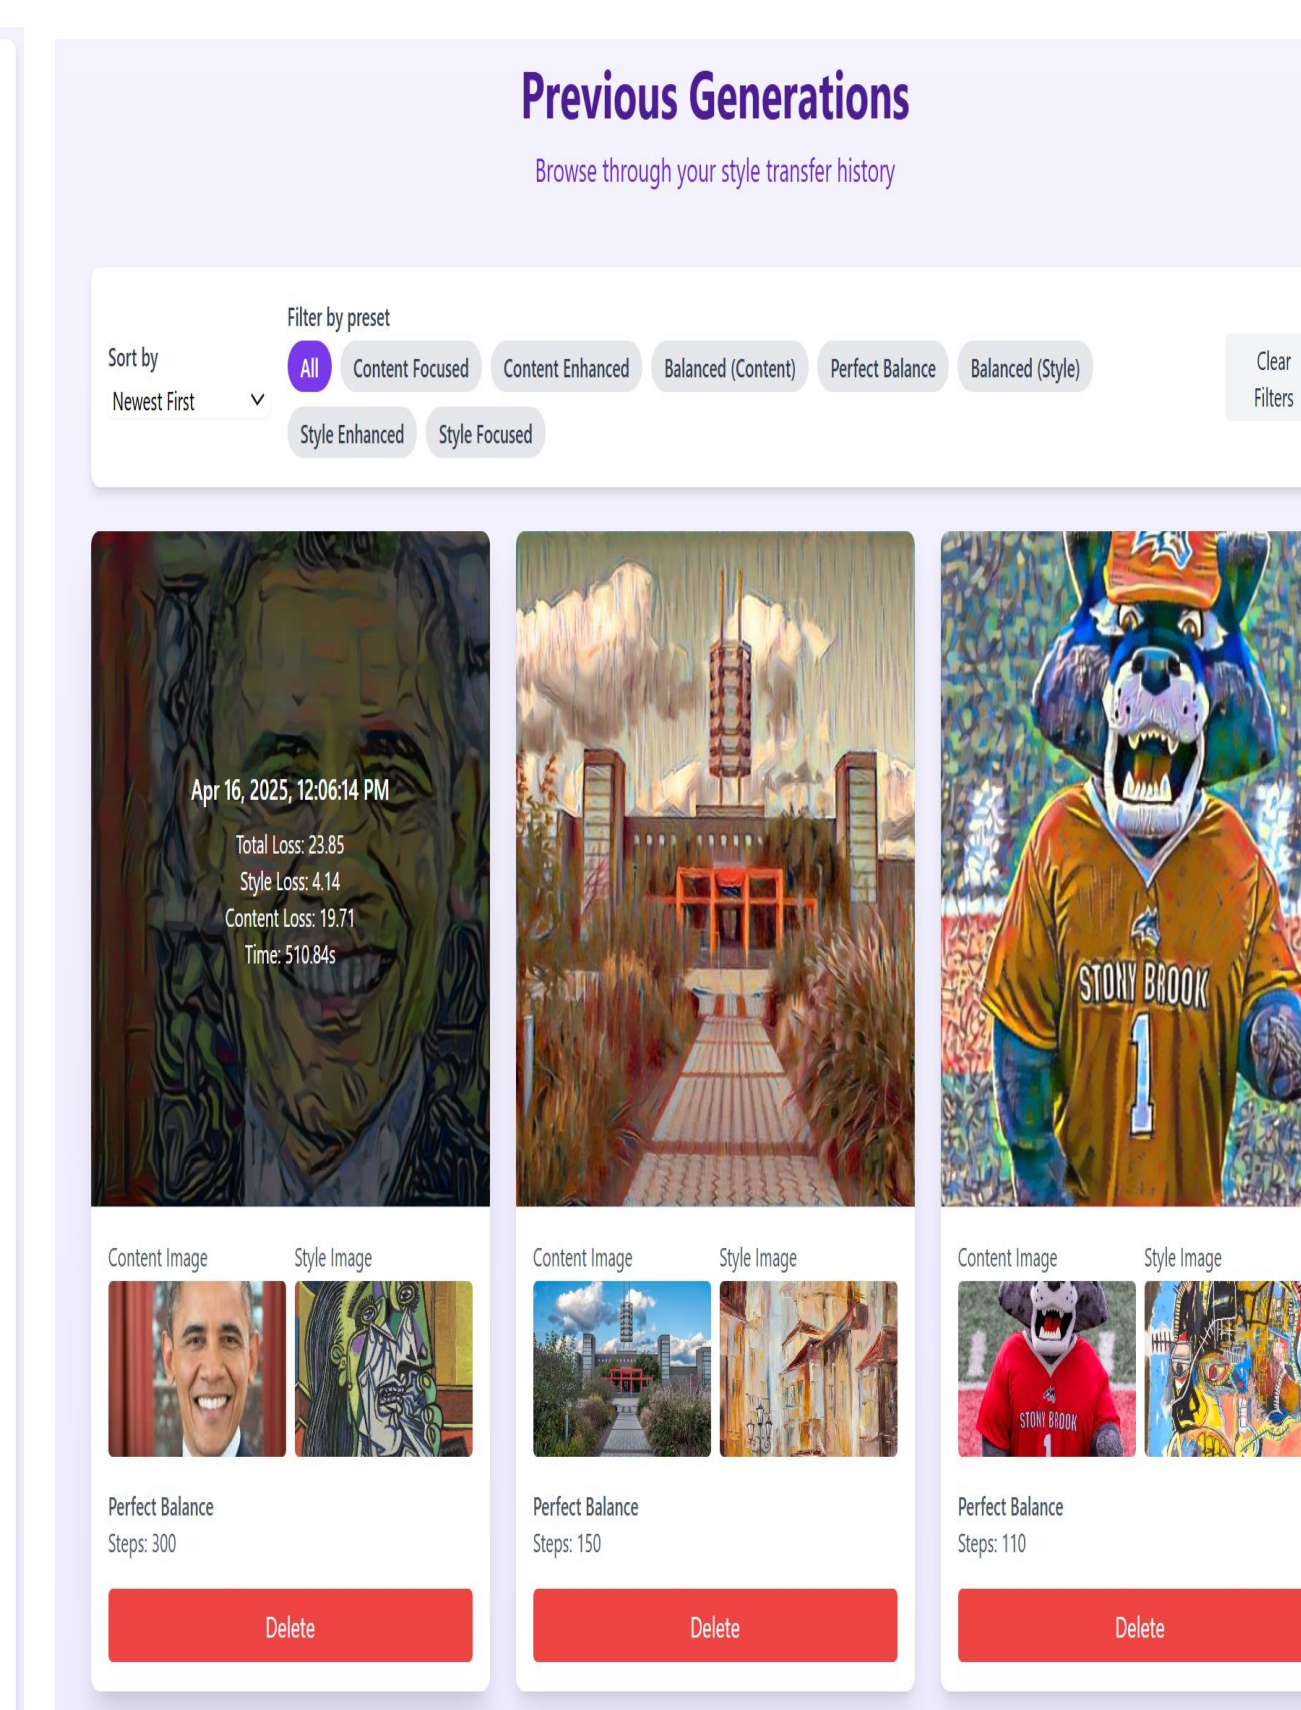 Previous Generations
Browse through your style transfer history
Sort by
Newest First
Filter by preset
All
Content Focused
Content Enhanced
Balanced (Content)
Perfect Balance
Balanced (Style)
Style Enhanced
Style Focused
Clear
Filters
Apr 16, 2025, 12:06:14 PM
Total Loss: 23.85
Style Loss: 4.14
Content Loss: 19.71
Time: 510.84s
STONY BROOK
1
Content Image
Style Image
Perfect Balance
Steps: 300
Delete
Content Image
Style Image
Perfect Balance
Steps: 150
Delete
Content Image
Style Image
STONY BROOK
1
Perfect Balance
Steps: 110
Delete